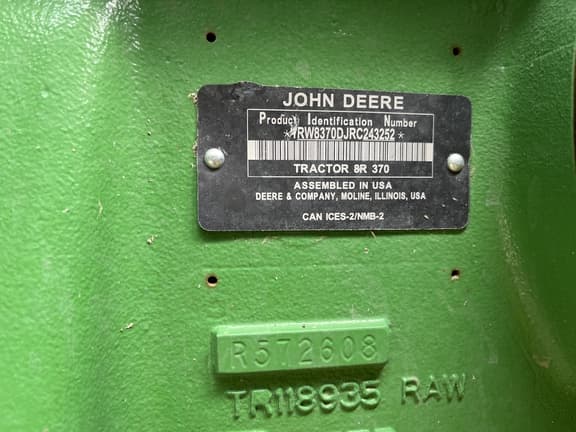 JOHN DEERE
Product Identification Number
*1RW8370DJRC243252*
TRACTOR 8R 370
ASSEMBLED IN USA
DEERE & COMPANY, MOLINE, ILLINOIS, USA
CAN ICES-2/NMB-2
R572608
TR118935 RAW